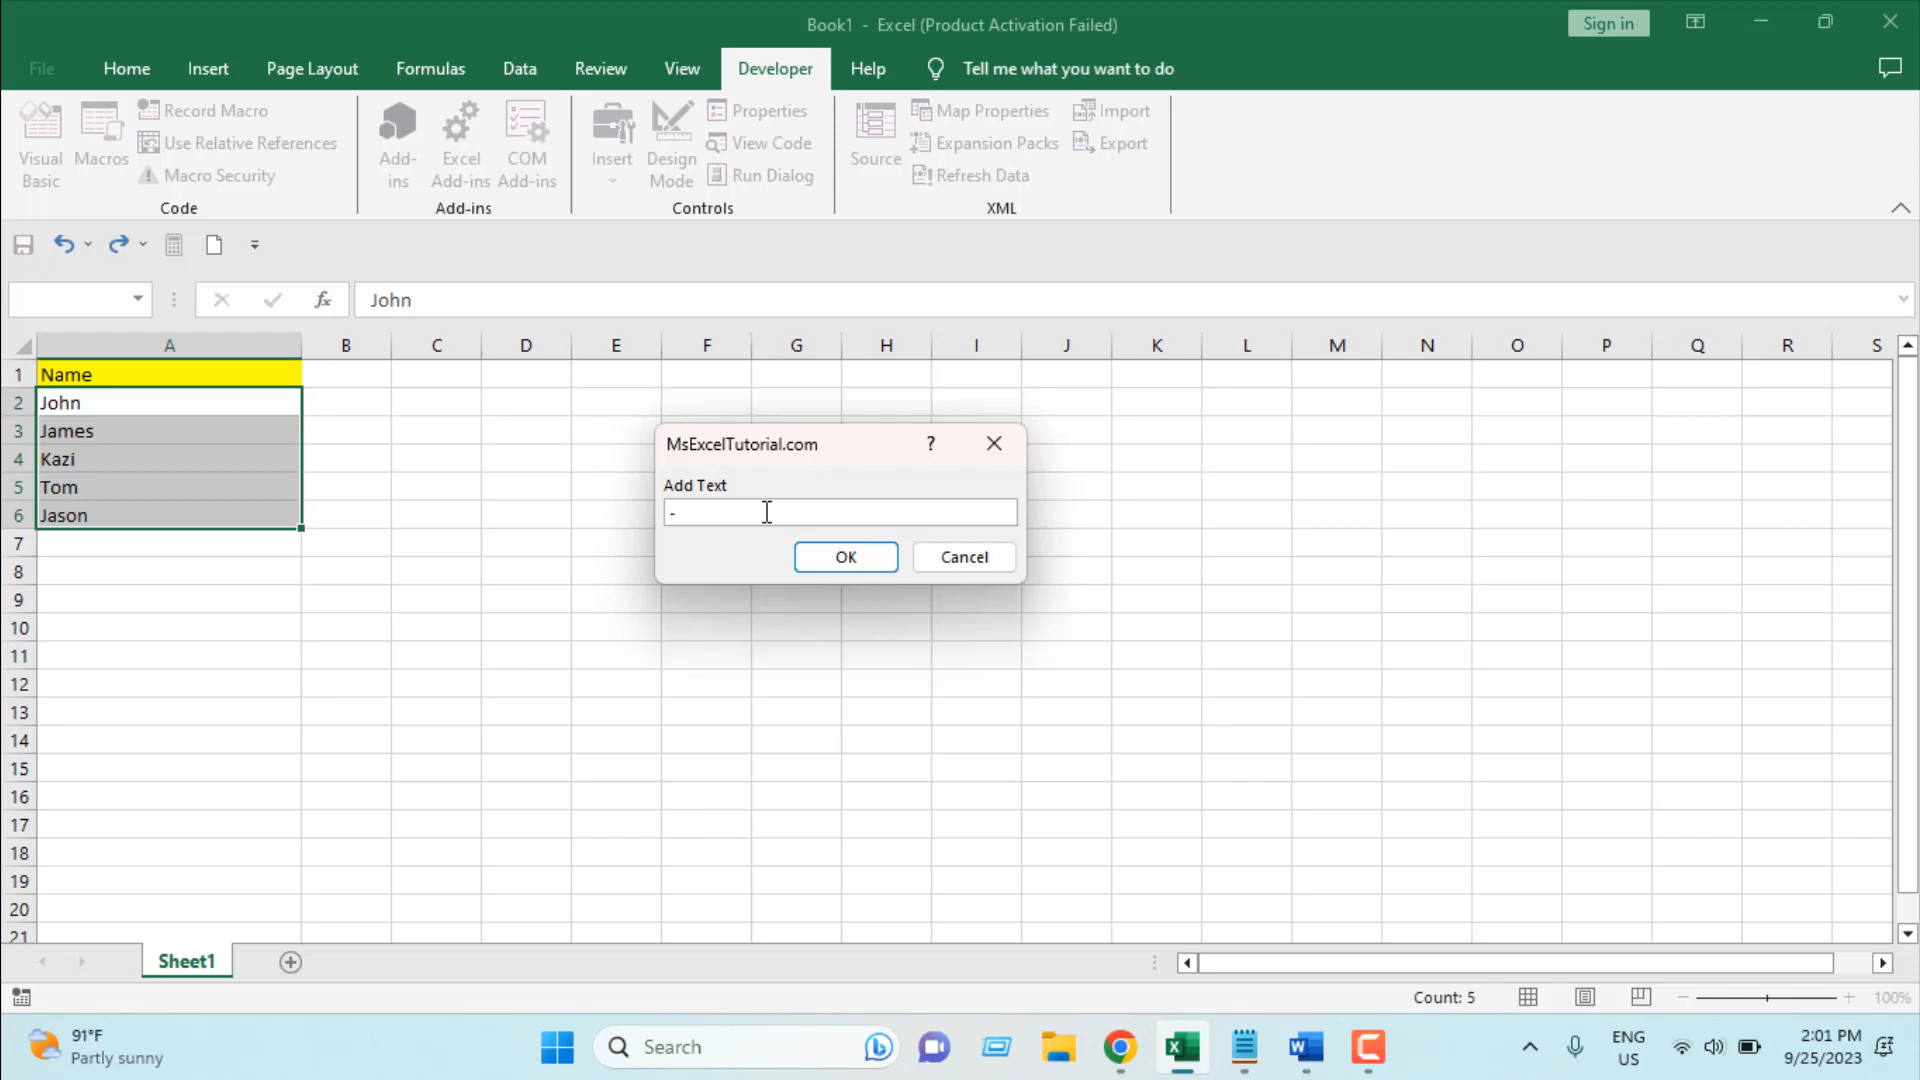 Book1 - Excel (Product Activation Failed)
Sign in
File Home Insert Page Layout Formulas Data Review View Developer Help Tell me what you want to do
Visual Basic
Macros
Record Macro
Use Relative References
Macro Security
Code
Add-ins
Excel Add-ins
COM Add-ins
Add-ins
Insert
Design Mode
Properties
View Code
Run Dialog
Controls
Source
Map Properties
Expansion Packs
Refresh Data
Import
Export
XML
fx
John
A B C D E F G H I J K L M N O P Q R S
1 Name
2 John
3 James
4 Kazi
5 Tom
6 Jason
7
8
9
10
11
12
13
14
15
16
17
18
19
20
21
MsExcelTutorial.com ?
Add Text
-
OK Cancel
Sheet1
Count: 5
100%
91°F
Partly sunny
Search
ENG
US
2:01 PM
9/25/2023